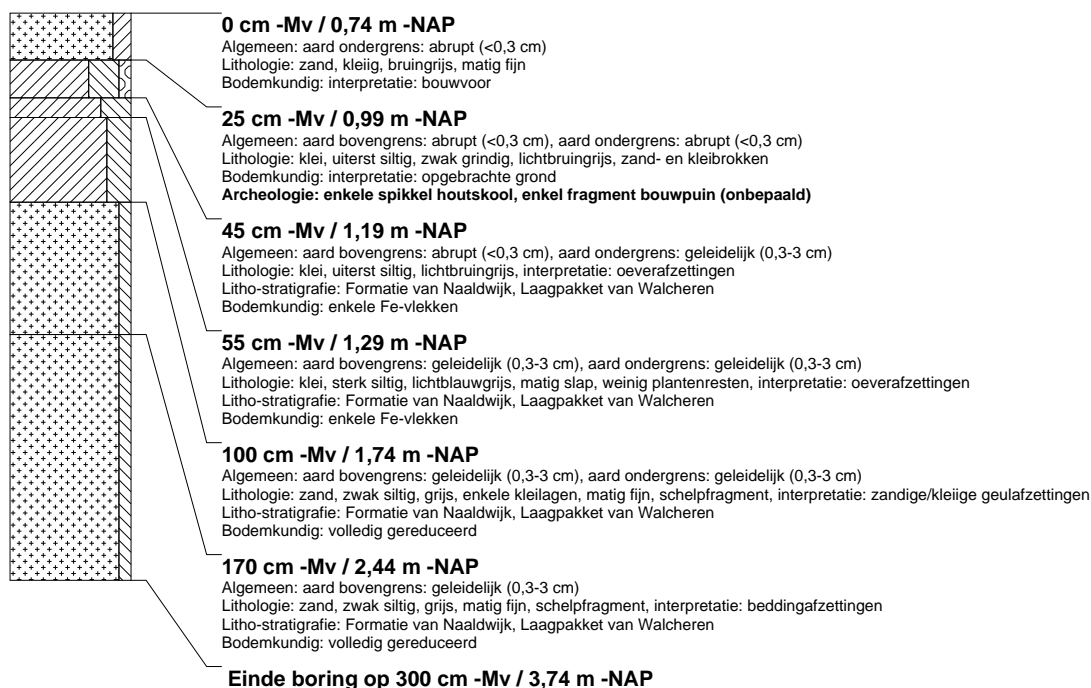 0 cm -Mv / 0,74 m -NAP
Algemeen: aard ondergrens: abrupt (<0,3 cm)
Lithologie: zand, kleiig, bruingrijs, matig fijn
Bodemkundig: interpretatie: bouwvoor
25 cm -Mv / 0,99 m -NAP
Algemeen: aard bovengrens: abrupt (<0,3 cm), aard ondergrens: abrupt (<0,3 cm)
Lithologie: klei, uiterst siltig, zwak grindig, lichtbruingrijs, zand- en kleibrokken
Bodemkundig: interpretatie: opgebrachte grond
Archeologie: enkele spikkel houtskool, enkel fragment bouwpuin (onbepaald)
45 cm -Mv / 1,19 m -NAP
Algemeen: aard bovengrens: abrupt (<0,3 cm), aard ondergrens: geleidelijk (0,3-3 cm)
Lithologie: klei, uiterst siltig, lichtbruingrijs, interpretatie: oeverafzettingen
Litho-stratigrafie: Formatie van Naaldwijk, Laagpakket van Walcheren
Bodemkundig: enkele Fe-vlekken
55 cm -Mv / 1,29 m -NAP
Algemeen: aard bovengrens: geleidelijk (0,3-3 cm), aard ondergrens: geleidelijk (0,3-3 cm)
Lithologie: klei, sterk siltig, lichtblauwgrijs, matig slap, weinig plantenresten, interpretatie: oeverafzettingen
Litho-stratigrafie: Formatie van Naaldwijk, Laagpakket van Walcheren
Bodemkundig: enkele Fe-vlekken
100 cm -Mv / 1,74 m -NAP
Algemeen: aard bovengrens: geleidelijk (0,3-3 cm), aard ondergrens: geleidelijk (0,3-3 cm)
Lithologie: zand, zwak siltig, grijs, enkele kleilagen, matig fijn, schelpfragment, interpretatie: zandige/kleiige geulafzettingen
Litho-stratigrafie: Formatie van Naaldwijk, Laagpakket van Walcheren
Bodemkundig: volledig gereduceerd
170 cm -Mv / 2,44 m -NAP
Algemeen: aard bovengrens: geleidelijk (0,3-3 cm)
Lithologie: zand, zwak siltig, grijs, matig fijn, schelpfragment, interpretatie: beddingafzettingen
Litho-stratigrafie: Formatie van Naaldwijk, Laagpakket van Walcheren
Bodemkundig: volledig gereduceerd
Einde boring op 300 cm -Mv / 3,74 m -NAP